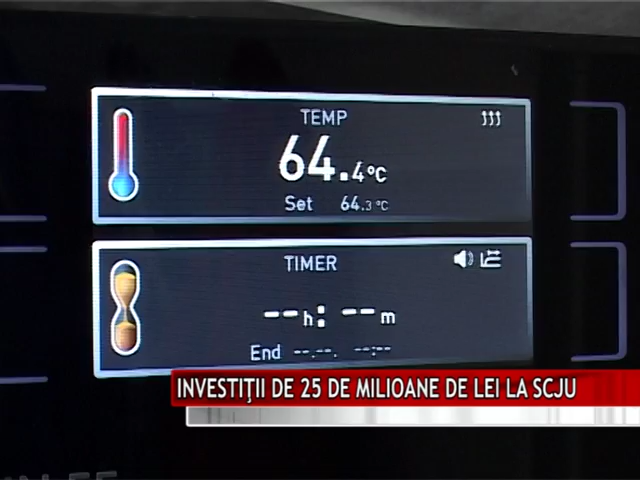 TEMP
64.4°C
Set 64.3°C
TIMER
--h: --m
End --.--. --:--
INVESTIŢII DE 25 DE MILIOANE DE LEI LA SCJU